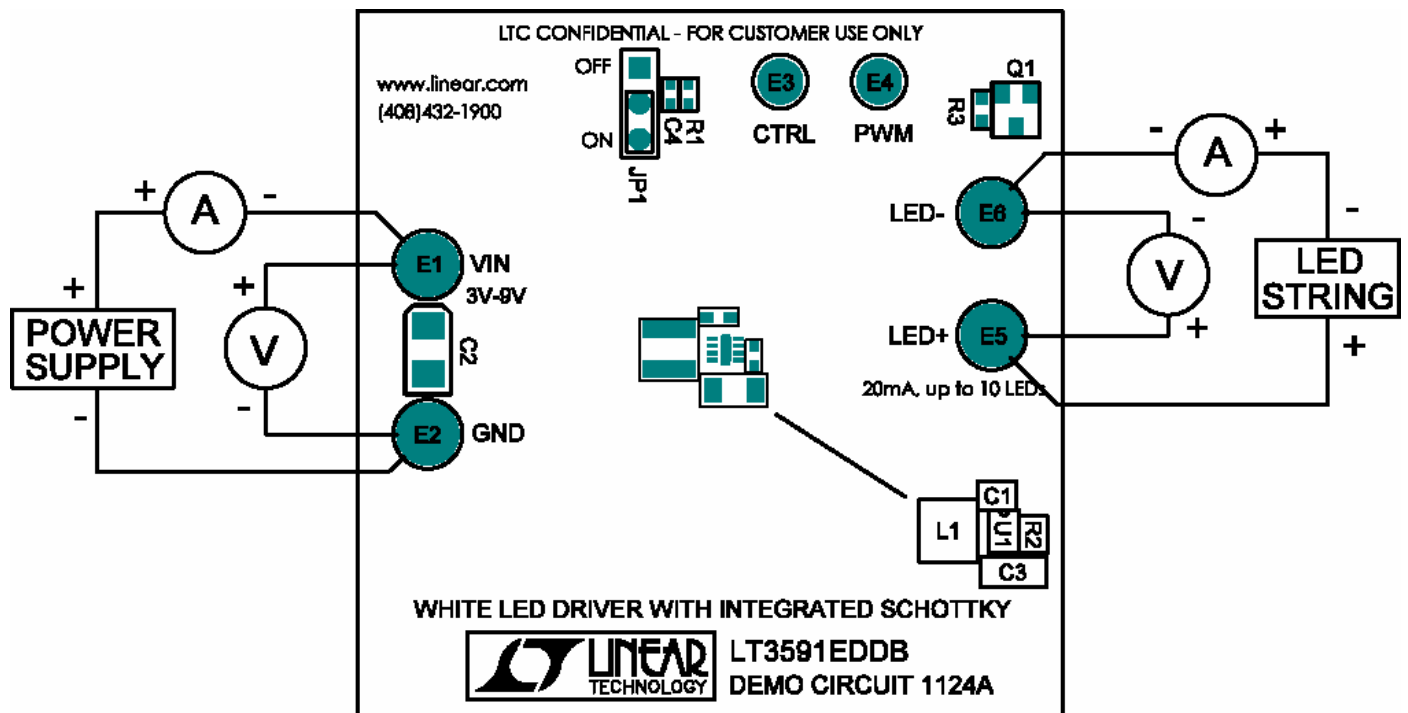 LTC CONFIDENTIAL - FOR CUSTOMER USE ONLY
www.linear.com
(408)432-1900
OFF
ON
JP1
C4
R1
E3
CTRL
E4
PWM
Q1
R3
+
A
-
+
POWER
SUPPLY
-
+
V
-
E1
VIN
3V-9V
C2
E2
GND
LED-
E6
LED+
E5
20mA, up to 10 LEDs
-
A
+
-
V
+
-
LED
STRING
+
L1
C1
U1
R2
C3
WHITE LED DRIVER WITH INTEGRATED SCHOTTKY
LINEAR
TECHNOLOGY
LT3591EDDB
DEMO CIRCUIT 1124A